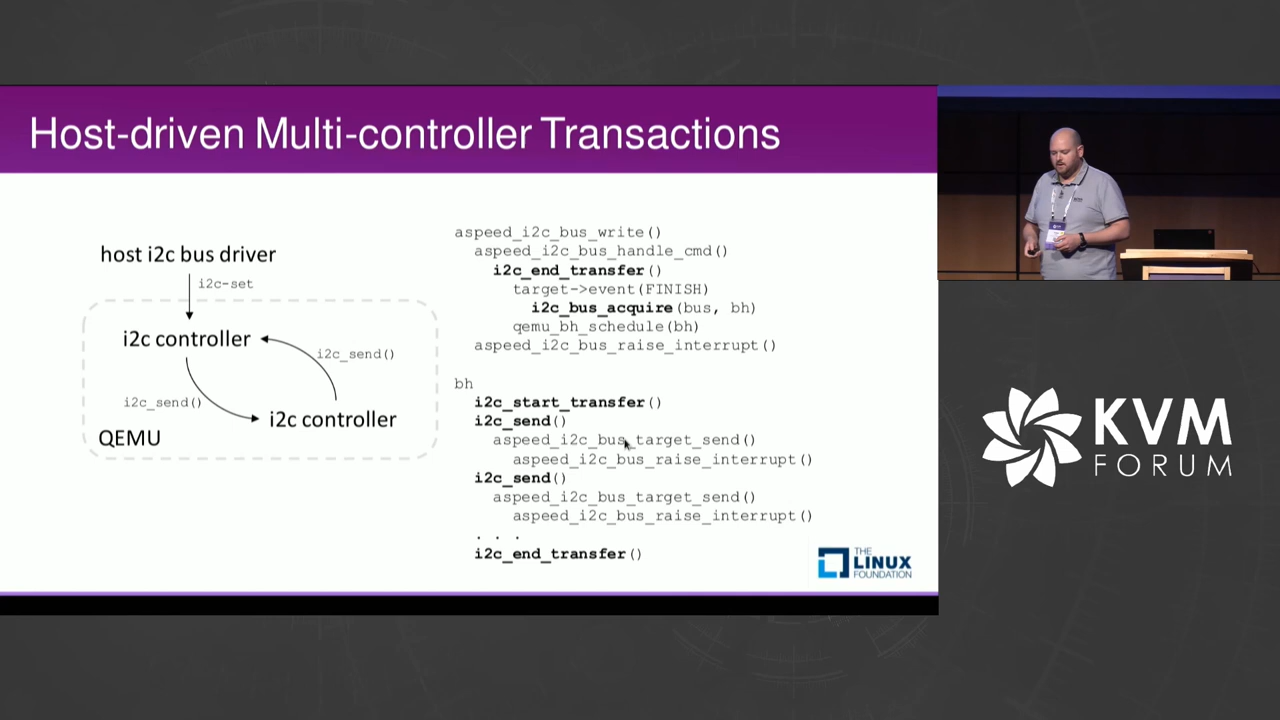 Host-driven Multi-controller Transactions
host i2c bus driver
i2c-set
i2c controller
i2c_send()
i2c_send()
i2c controller
QEMU
aspeed_i2c_bus_write()
aspeed_i2c_bus_handle_cmd()
i2c_end_transfer()
target->event(FINISH)
i2c_bus_acquire(bus, bh)
qemu_bh_schedule(bh)
aspeed_i2c_bus_raise_interrupt()
bh
i2c_start_transfer()
i2c_send()
aspeed_i2c_bus_target_send()
aspeed_i2c_bus_raise_interrupt()
i2c_send()
aspeed_i2c_bus_target_send()
aspeed_i2c_bus_raise_interrupt()
. . .
i2c_end_transfer()
THE
LINUX
FOUNDATION
KVM
FORUM